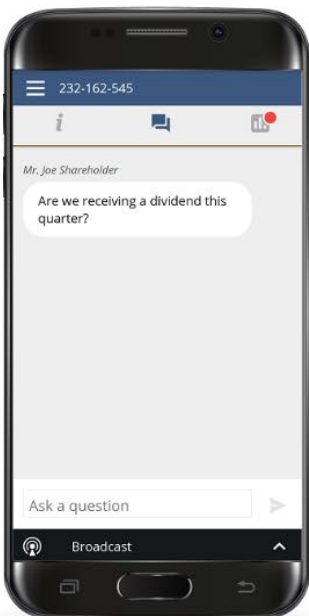 232-162-545
i
Mr. Joe Shareholder
Are we receiving a dividend this
quarter?
Ask a question
Broadcast